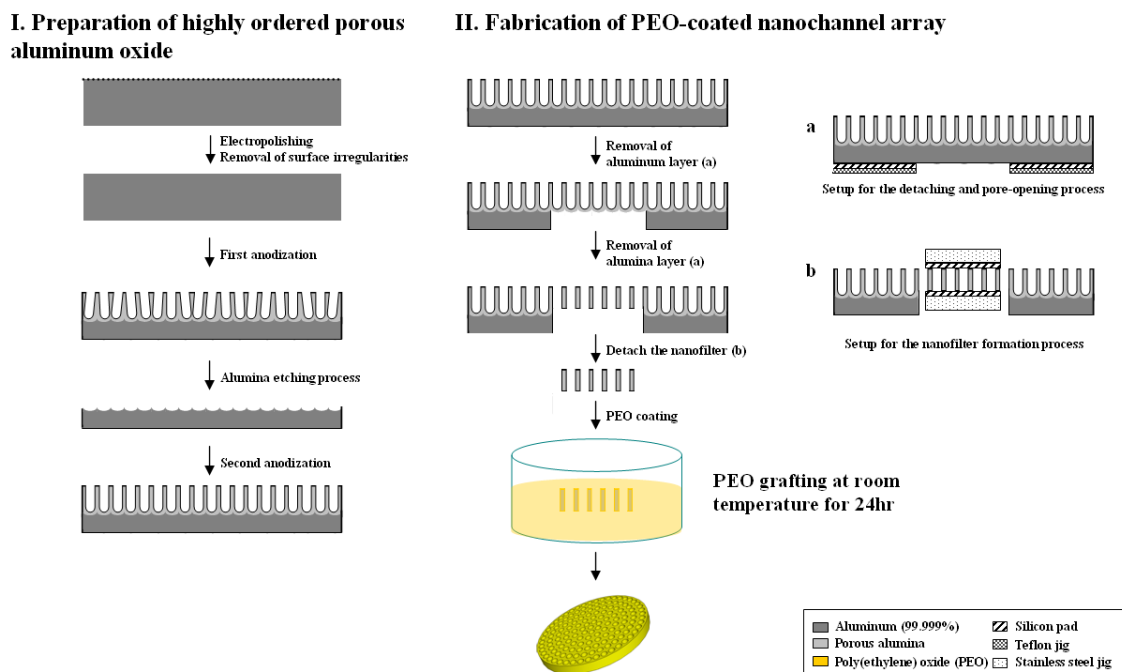 I. Preparation of highly ordered porous
aluminum oxide
Electropolishing
Removal of surface irregularities
First anodization
Alumina etching process
Second anodization
II. Fabrication of PEO-coated nanochannel array
Removal of
aluminum layer (a)
Removal of
alumina layer (a)
Detach the nanofilter (b)
PEO coating
PEO grafting at room
temperature for 24hr
a
Setup for the detaching and pore-opening process
b
Setup for the nanofilter formation process
Aluminum (99.999%)
Porous alumina
Poly(ethylene) oxide (PEO)
Silicon pad
Teflon jig
Stainless steel jig